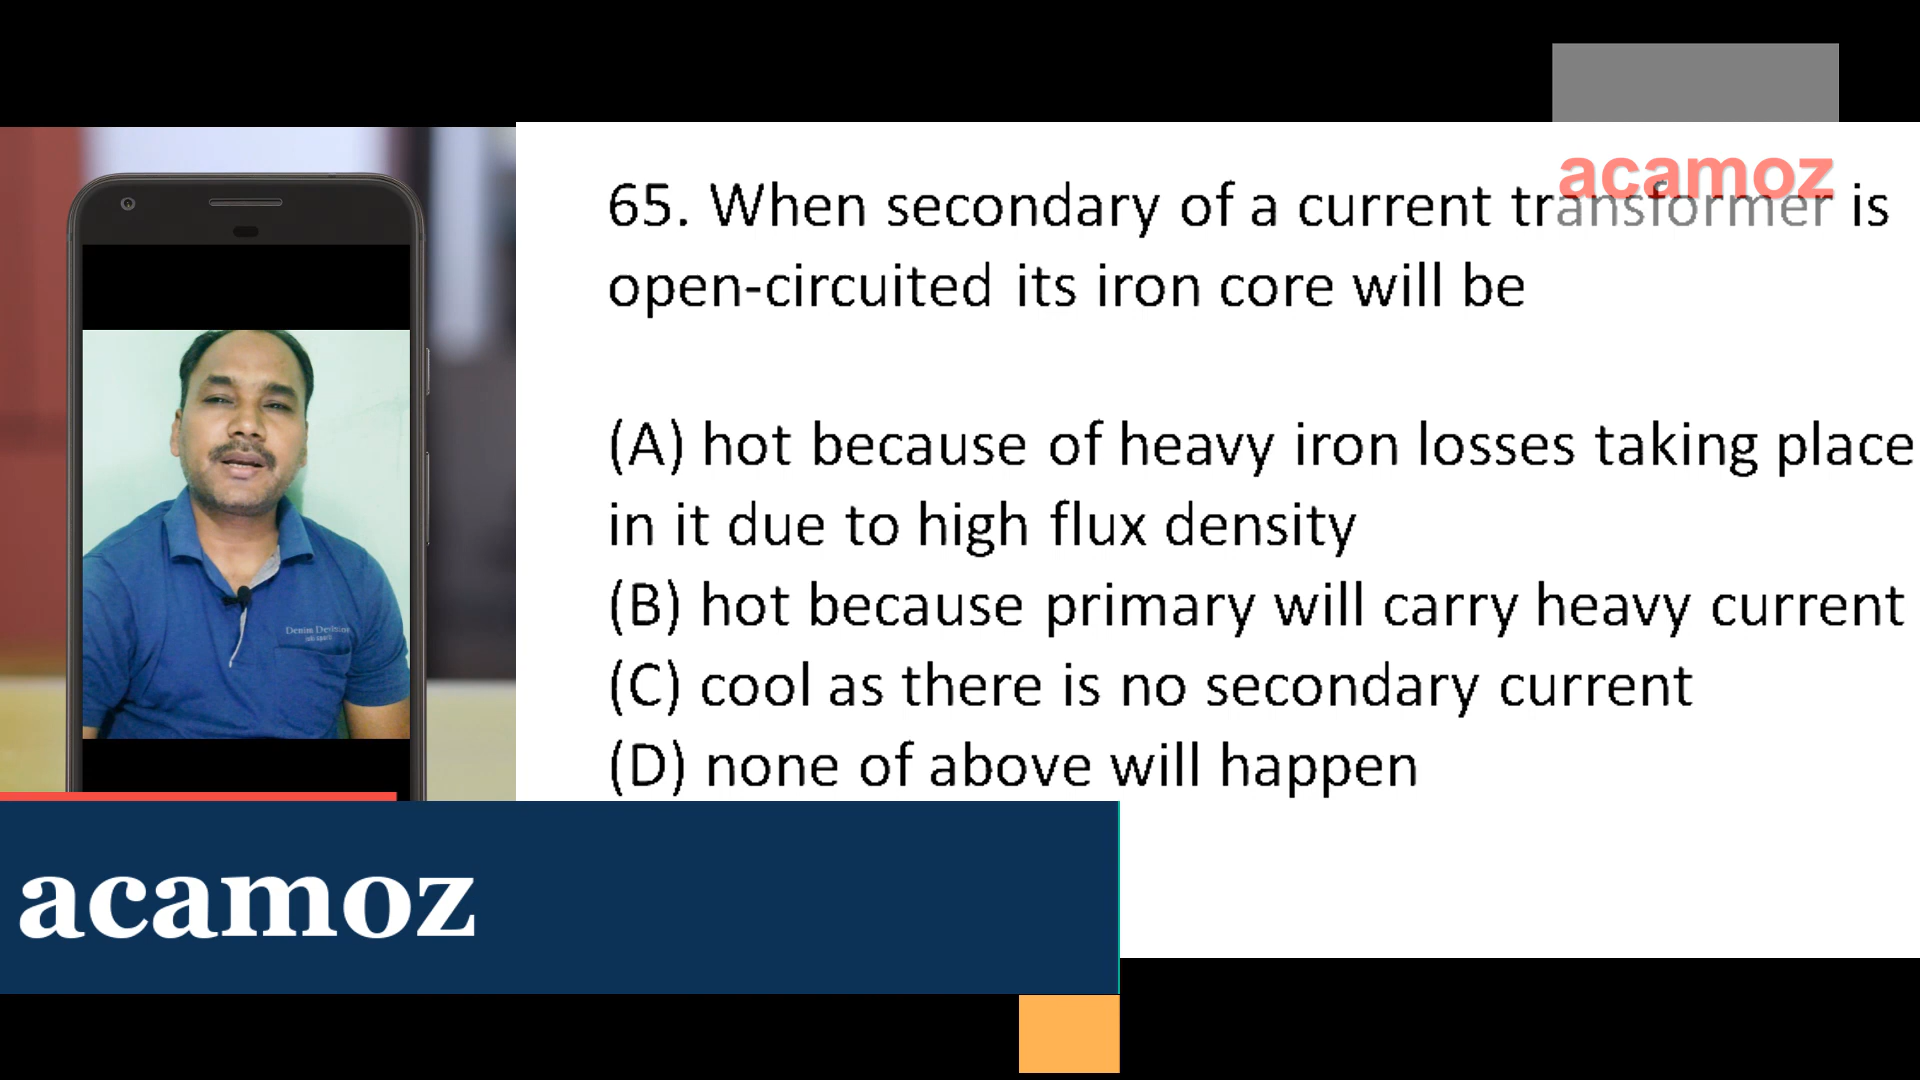 acamoz
65. When secondary of a current transformer is
open-circuited its iron core will be
(A) hot because of heavy iron losses taking place
in it due to high flux density
(B) hot because primary will carry heavy current
(C) cool as there is no secondary current
(D) none of above will happen
acamoz